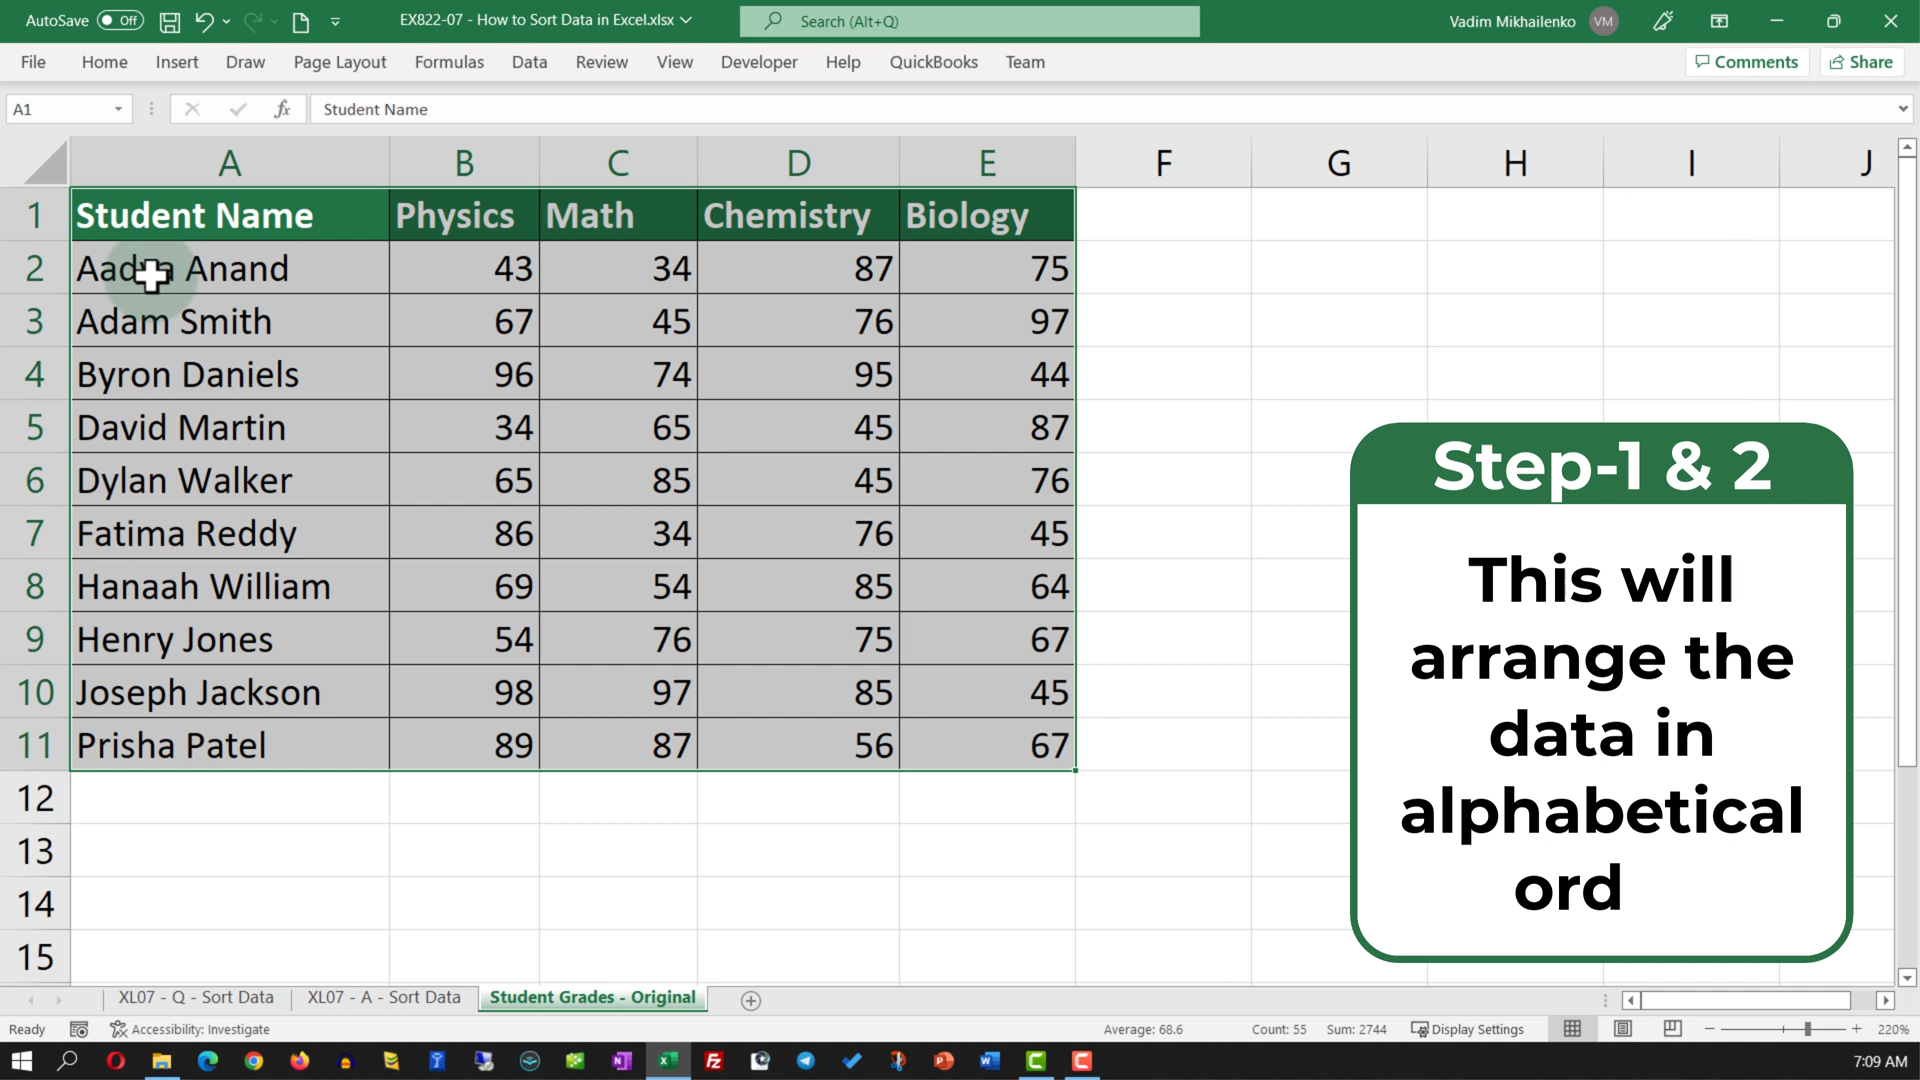 AutoSave Off EX822-07 - How to Sort Data in Excel.xlsx Search (Alt+Q) Vadim Mikhailenko VM
File Home Insert Draw Page Layout Formulas Data Review View Developer Help QuickBooks Team Comments Share
A1 fx Student Name
A B C D E F G H I J
1 Student Name Physics Math Chemistry Biology
2 Aadya Anand 43 34 87 75
3 Adam Smith 67 45 76 97
4 Byron Daniels 96 74 95 44
5 David Martin 34 65 45 87
6 Dylan Walker 65 85 45 76
7 Fatima Reddy 86 34 76 45
8 Hanaah William 69 54 85 64
9 Henry Jones 54 76 75 67
10 Joseph Jackson 98 97 85 45
11 Prisha Patel 89 87 56 67
12
13
14
15
Step-1 & 2
This will
arrange the
data in
alphabetical
ord
XL07 - Q - Sort Data XL07 - A - Sort Data Student Grades - Original
Ready Accessibility: Investigate Average: 68.6 Count: 55 Sum: 2744 Display Settings 220%
7:09 AM